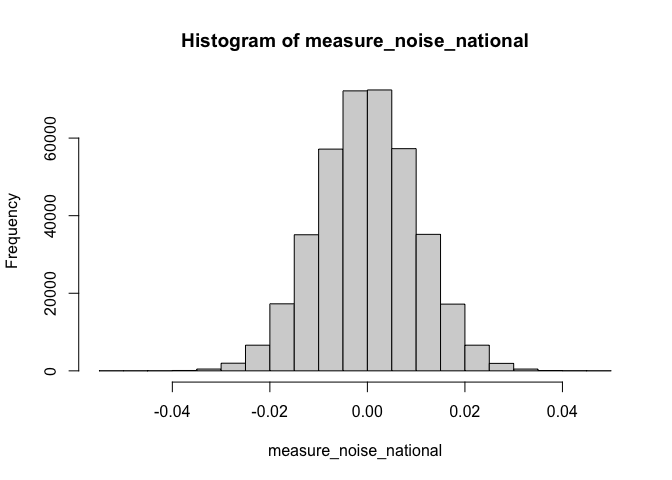 Histogram of measure_noise_national
Frequency
60000
40000
20000
0
-0.04 -0.02 0.00 0.02 0.04
measure_noise_national